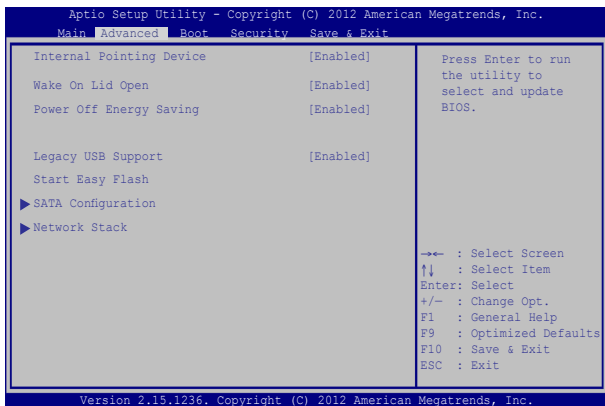 Aptio Setup Utility - Copyright (C) 2012 American Megatrends, Inc.
Main Advanced Boot Security Save & Exit
Internal Pointing Device [Enabled]
Wake On Lid Open [Enabled]
Power Off Energy Saving [Enabled]
Legacy USB Support [Enabled]
Start Easy Flash
SATA Configuration
Network Stack
Press Enter to run
the utility to
select and update
BIOS.
→← : Select Screen
↑↓ : Select Item
Enter: Select
+/— : Change Opt.
F1 : General Help
F9 : Optimized Defaults
F10 : Save & Exit
ESC : Exit
Version 2.15.1236. Copyright (C) 2012 American Megatrends, Inc.